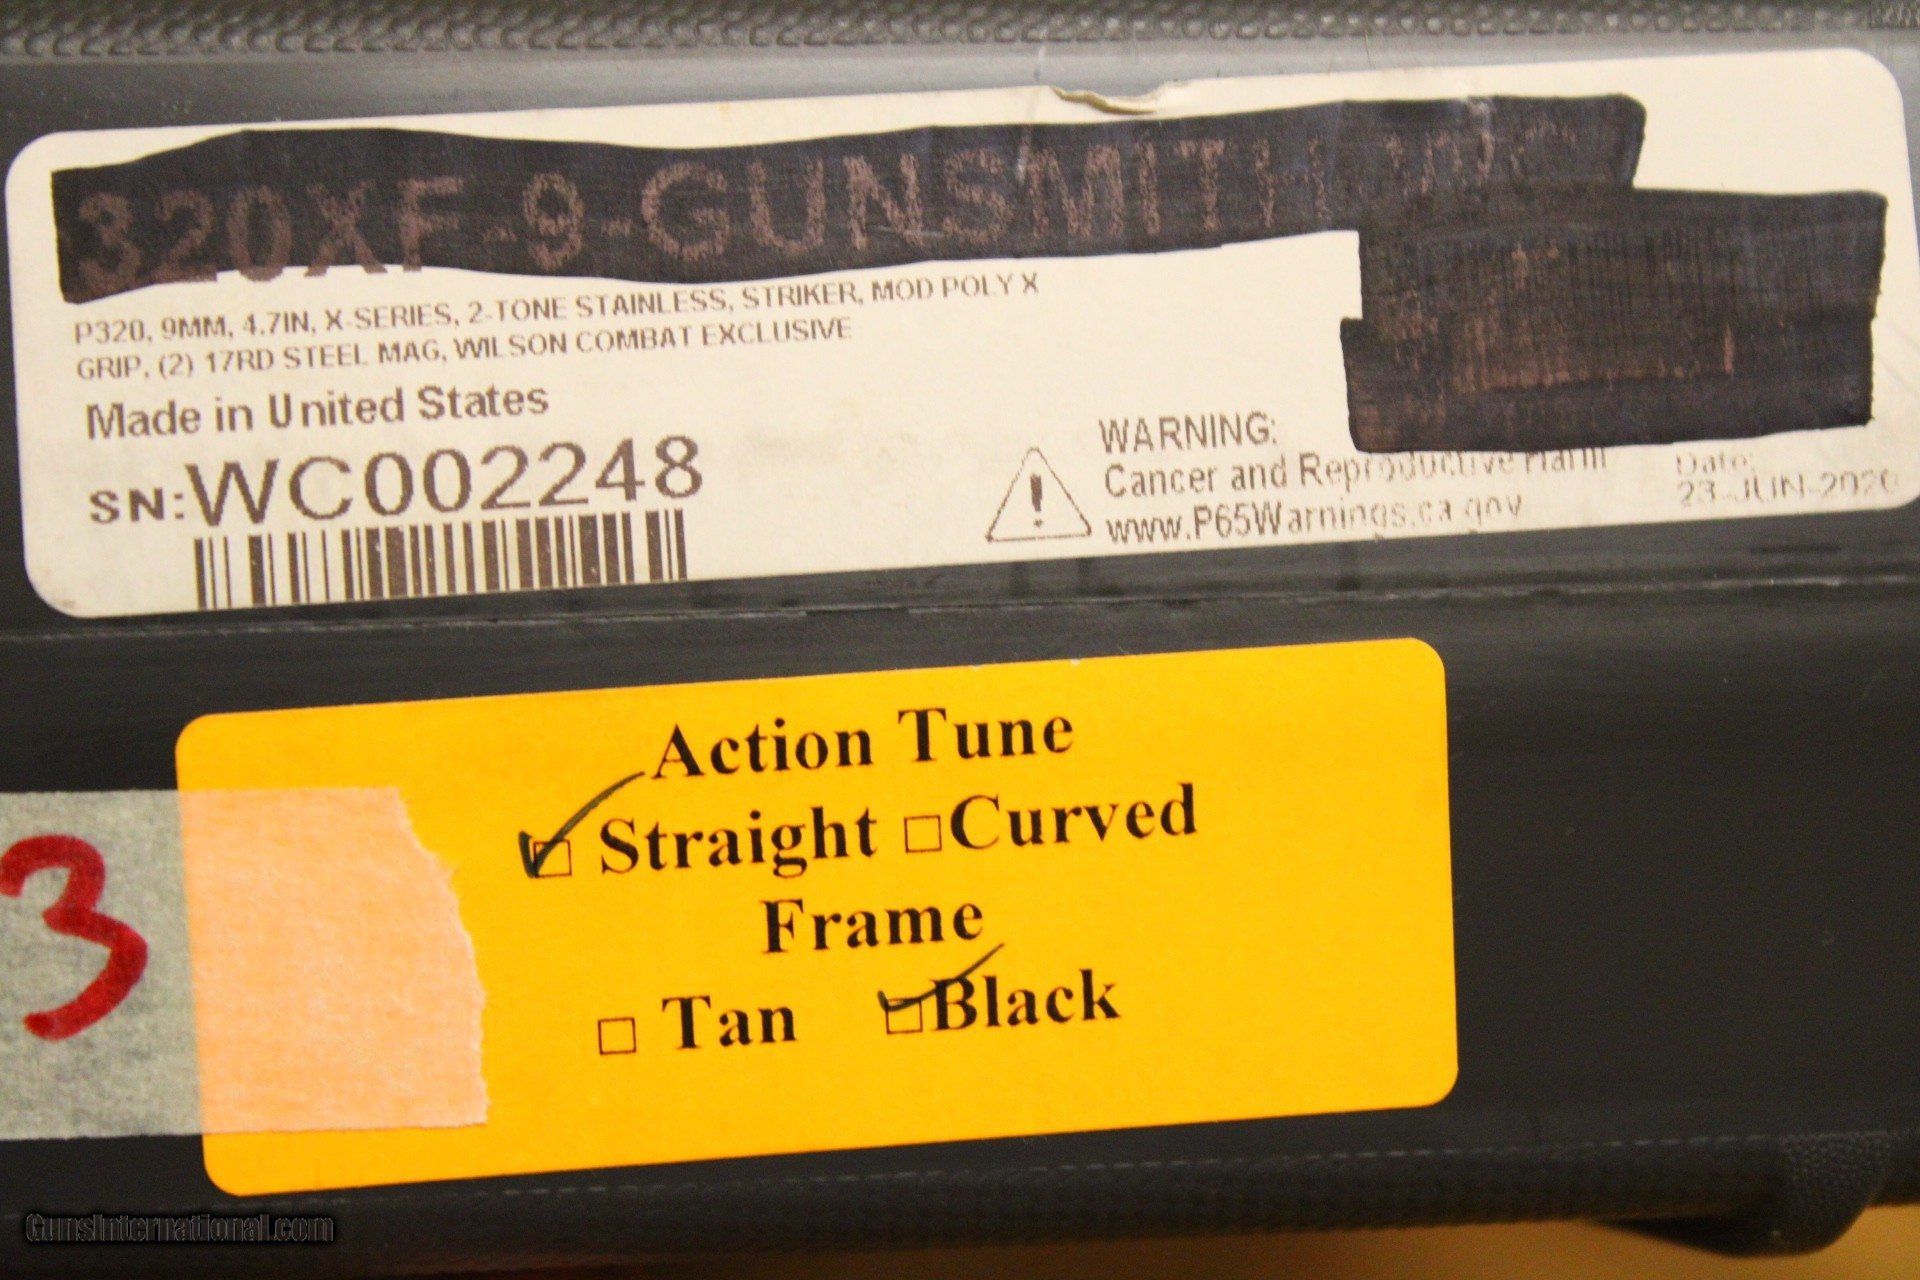 320XF-9-GUNSMITH
P320, 9MM, 4.7IN, X-SERIES, 2-TONE STAINLESS, STRIKER, MOD POLY X
GRIP, (2) 17RD STEEL MAG, WILSON COMBAT EXCLUSIVE
Made in United States
SN:WC002248
WARNING:
Cancer and Reproductive Harm
www.P65Warnings.ca.gov
Date:
23-JUN-2020
Action Tune
Straight Curved
Frame
Tan Black
3
GunsInternational.com